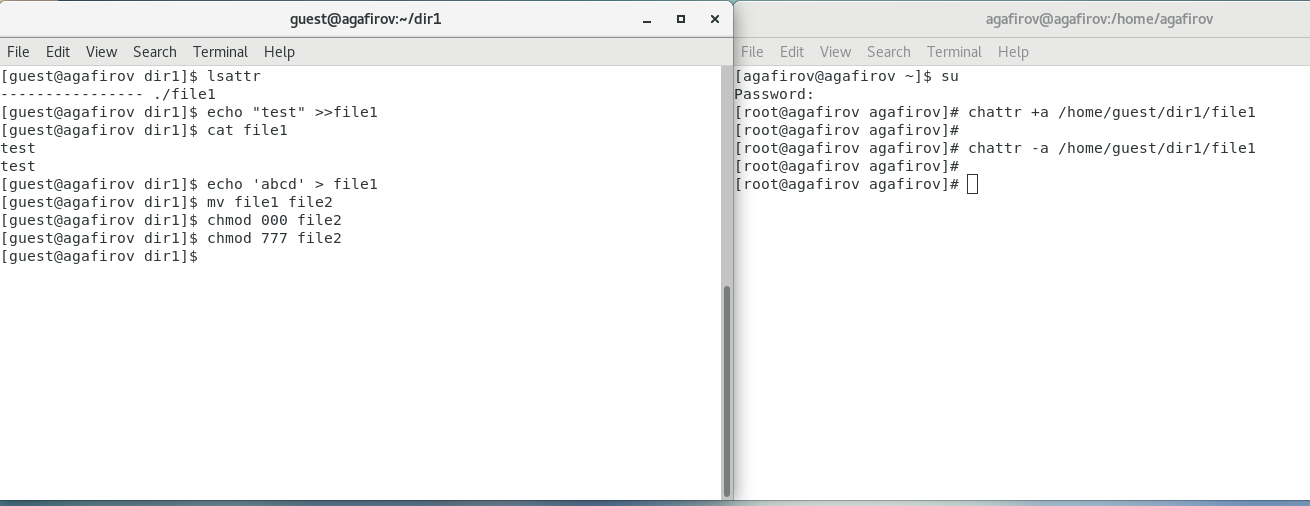 guest@agafirov:~/dir1
File Edit View Search Terminal Help
[guest@agafirov dir1]$ lsattr
---------------- ./file1
[guest@agafirov dir1]$ echo "test" >>file1
[guest@agafirov dir1]$ cat file1
test
test
[guest@agafirov dir1]$ echo 'abcd' > file1
[guest@agafirov dir1]$ mv file1 file2
[guest@agafirov dir1]$ chmod 000 file2
[guest@agafirov dir1]$ chmod 777 file2
[guest@agafirov dir1]$
agafirov@agafirov:/home/agafirov
File Edit View Search Terminal Help
[agafirov@agafirov ~]$ su
Password:
[root@agafirov agafirov]# chattr +a /home/guest/dir1/file1
[root@agafirov agafirov]#
[root@agafirov agafirov]# chattr -a /home/guest/dir1/file1
[root@agafirov agafirov]#
[root@agafirov agafirov]#